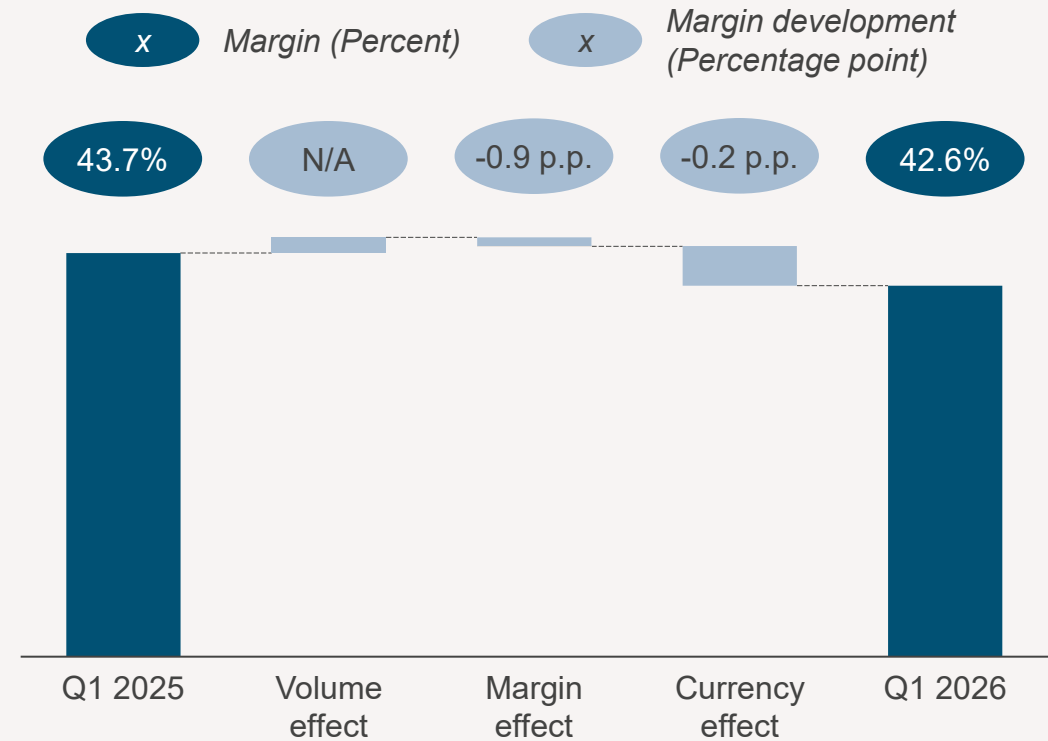 x Margin (Percent)
x Margin development
(Percentage point)
43.7% N/A -0.9 p.p. -0.2 p.p. 42.6%
Q1 2025 Volume Margin Currency Q1 2026
effect effect effect